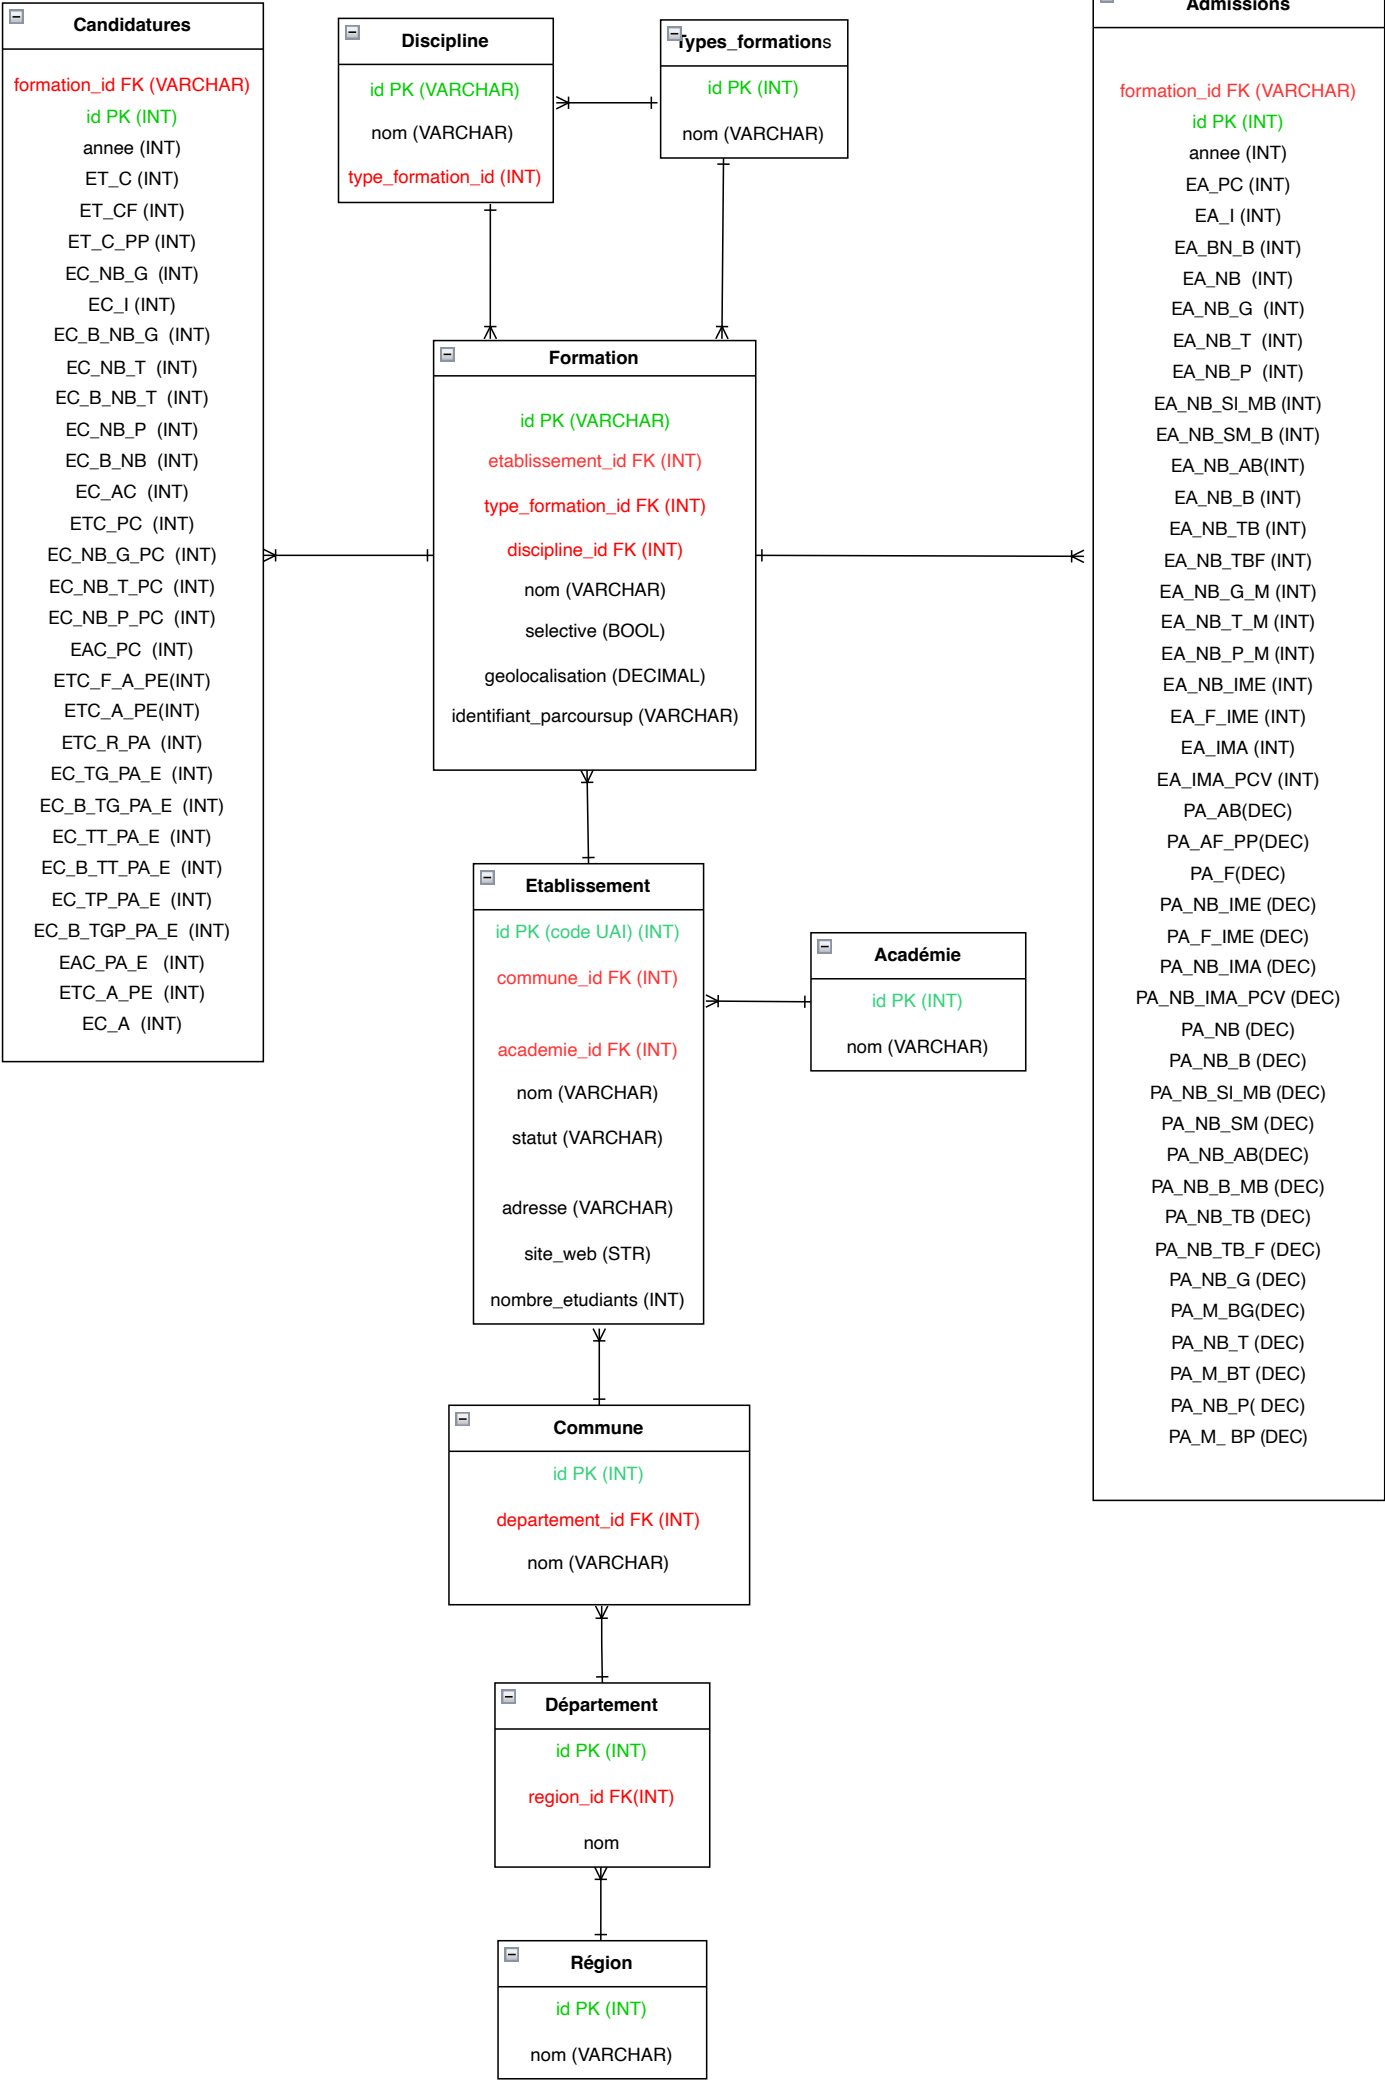 Candidatures
formation_id FK (VARCHAR)
id PK (INT)
annee (INT)
ET_C (INT)
ET_CF (INT)
ET_C_PP (INT)
EC_NB_G (INT)
EC_I (INT)
EC_B_NB_G (INT)
EC_NB_T (INT)
EC_B_NB_T (INT)
EC_NB_P (INT)
EC_B_NB (INT)
EC_AC (INT)
ETC_PC (INT)
EC_NB_G_PC (INT)
EC_NB_T_PC (INT)
EC_NB_P_PC (INT)
EAC_PC (INT)
ETC_F_A_PE(INT)
ETC_A_PE(INT)
ETC_R_PA (INT)
EC_TG_PA_E (INT)
EC_B_TG_PA_E (INT)
EC_TT_PA_E (INT)
EC_B_TT_PA_E (INT)
EC_TP_PA_E (INT)
EC_B_TGP_PA_E (INT)
EAC_PA_E (INT)
ETC_A_PE (INT)
EC_A (INT)
Discipline
id PK (VARCHAR)
nom (VARCHAR)
type_formation_id (INT)
Types_formations
id PK (INT)
nom (VARCHAR)
Formation
id PK (VARCHAR)
etablissement_id FK (INT)
type_formation_id FK (INT)
discipline_id FK (INT)
nom (VARCHAR)
selective (BOOL)
geolocalisation (DECIMAL)
identifiant_parcoursup (VARCHAR)
Etablissement
id PK (code UAI) (INT)
commune_id FK (INT)
academie_id FK (INT)
nom (VARCHAR)
statut (VARCHAR)
adresse (VARCHAR)
site_web (STR)
nombre_etudiants (INT)
Académie
id PK (INT)
nom (VARCHAR)
Commune
id PK (INT)
departement_id FK (INT)
nom (VARCHAR)
Département
id PK (INT)
region_id FK(INT)
nom
Région
id PK (INT)
nom (VARCHAR)
Admissions
formation_id FK (VARCHAR)
id PK (INT)
annee (INT)
EA_PC (INT)
EA_I (INT)
EA_BN_B (INT)
EA_NB (INT)
EA_NB_G (INT)
EA_NB_T (INT)
EA_NB_P (INT)
EA_NB_SI_MB (INT)
EA_NB_SM_B (INT)
EA_NB_AB(INT)
EA_NB_B (INT)
EA_NB_TB (INT)
EA_NB_TBF (INT)
EA_NB_G_M (INT)
EA_NB_T_M (INT)
EA_NB_P_M (INT)
EA_NB_IME (INT)
EA_F_IME (INT)
EA_IMA (INT)
EA_IMA_PCV (INT)
PA_AB(DEC)
PA_AF_PP(DEC)
PA_F(DEC)
PA_NB_IME (DEC)
PA_F_IME (DEC)
PA_NB_IMA (DEC)
PA_NB_IMA_PCV (DEC)
PA_NB (DEC)
PA_NB_B (DEC)
PA_NB_SI_MB (DEC)
PA_NB_SM (DEC)
PA_NB_AB(DEC)
PA_NB_B_MB (DEC)
PA_NB_TB (DEC)
PA_NB_TB_F (DEC)
PA_NB_G (DEC)
PA_M_BG(DEC)
PA_NB_T (DEC)
PA_M_BT (DEC)
PA_NB_P( DEC)
PA_M_ BP (DEC)